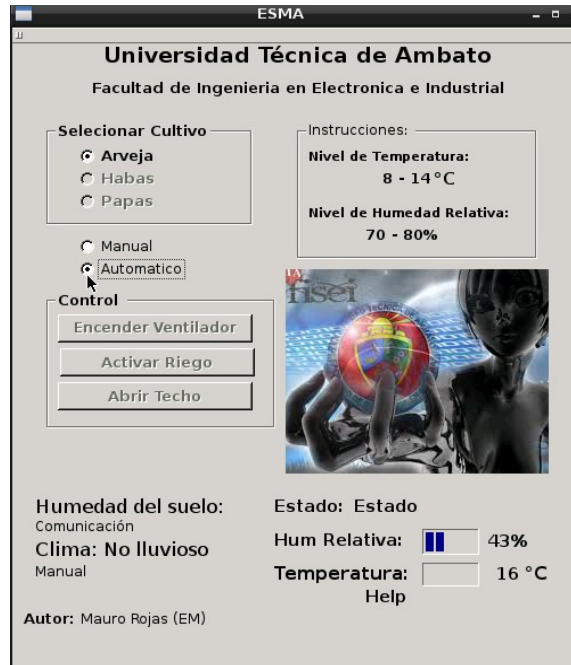 ESMA
Universidad Técnica de Ambato
Facultad de Ingenieria en Electronica e Industrial
Selecionar Cultivo
Arveja
Habas
Papas
Instrucciones:
Nivel de Temperatura:
8 - 14°C
Nivel de Humedad Relativa:
70 - 80%
Manual
Automatico
Control
Encender Ventilador
Activar Riego
Abrir Techo
fisei
Humedad del suelo:
Comunicación
Clima: No lluvioso
Manual
Estado: Estado
Hum Relativa: 43%
Temperatura: 16 °C
Help
Autor: Mauro Rojas (EM)